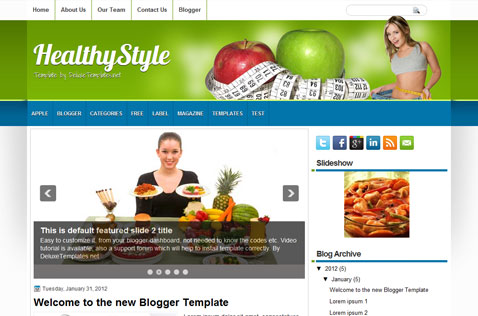 Home About Us Our Team Contact Us Blogger
HealthyStyle
Template by DeluxeTemplates.net
APPLE BLOGGER CATEGORIES FREE LABEL MAGAZINE TEMPLATES TEST
This is default featured slide 2 title
Easy to customize it, from your blogger dashboard, not needed to know the codes etc. Video
tutorial is available, also a support forum which will help to install template correctly. By
DeluxeTemplates.net
Tuesday, January 31, 2012
Welcome to the new Blogger Template
Slideshow
Blog Archive
▼ 2012 (5)
▼ January (5)
Welcome to the new Blogger Template
Lorem ipsum 1
Lorem ipsum 2